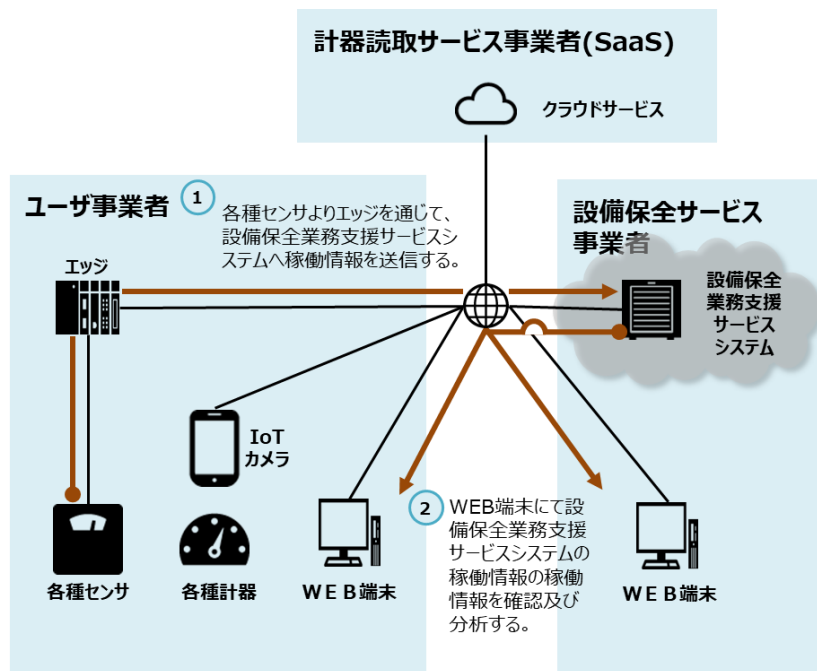 計器読取サービス事業者(SaaS)
クラウドサービス
ユーザ事業者
1
各種センサよりエッジを通じて、
設備保全業務支援サービスシ
ステムへ稼働情報を送信する。
設備保全サービス
事業者
エッジ
設備保全
業務支援
サービス
システム
IoT
カメラ
2
WEB端末にて設
備保全業務支援
サービスシステムの
稼働情報の稼働
情報を確認及び
分析する。
各種センサ
各種計器
ＷＥＢ端末
ＷＥＢ端末